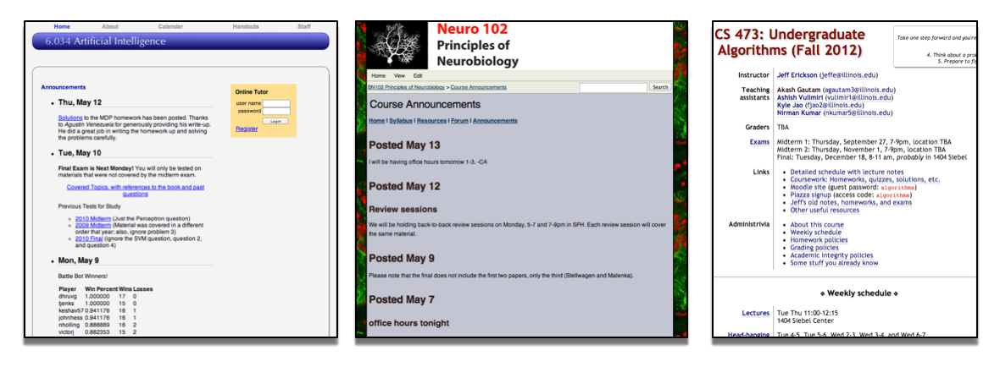 Home About Calendar Handouts Staff
6.034 Artificial Intelligence
Announcements
Thu, May 12
Solutions to the MDP homework has been posted. Thanks
to Agustin Venezuela for generously providing his write-up.
He did a great job in writing the homework up and solving
the problems carefully.
Tue, May 10
Final Exam is Next Monday! You will only be tested on
materials that were not covered by the midterm exam.
Covered Topics, with references to the book and past
questions
Previous Tests for Study
2010 Midterm (Just the Perceptron question)
2009 Midterm (Material was covered in a different
order that year; also, ignore problem 3)
2010 Final (ignore the SVM question, question 2,
and question 4)
Mon, May 9
Battle Bot Winners!
Player Win Percent Wins Losses
dhruvg 1.000000 17 0
tjenks 1.000000 15 0
keshav57 0.941176 16 1
johnhess 0.941176 16 1
nholling 0.888889 16 2
victorj 0.882353 15 2
Online Tutor
user name
password
Login
Register
Neuro 102
Principles of
Neurobiology
Home View Edit
BN102 Principles of Neurobiology > Course Announcements
Search
Course Announcements
Home | Syllabus | Resources | Forum | Announcements
Posted May 13
I will be having office hours tomorrow 1-3. -CA
Posted May 12
Review sessions
We will be holding back-to-back review sessions on Monday, 5-7 and 7-9pm in SFH. Each review session will cover
the same material.
Posted May 9
Please note that the final does not include the first two papers, only the third (Stellwagen and Malenka).
Posted May 7
office hours tonight
CS 473: Undergraduate
Algorithms (Fall 2012)
Take one step forward and you're
4. Think about a pro
5. Prepare to fl
Instructor Jeff Erickson (jeffe@illinois.edu)
Teaching assistants Akash Gautam (agautam3@illinois.edu)
Ashish Vulimiri (vulimir1@illinois.edu)
Kyle Jao (fjao2@illinois.edu)
Nirman Kumar (nkumar5@illinois.edu)
Graders TBA
Exams Midterm 1: Thursday, September 27, 7-9pm, location TBA
Midterm 2: Thursday, November 1, 7-9pm, location TBA
Final: Tuesday, December 18, 8-11 am, probably in 1404 Siebel
Links Detailed schedule with lecture notes
Coursework: Homeworks, quizzes, solutions, etc.
Moodle site (guest password: algorithms)
Piazza signup (access code: algorithms)
Jeff's old notes, homeworks, and exams
Other useful resources
Administrivia About this course
Weekly schedule
Homework policies
Grading policies
Academic integrity policies
Some stuff you already know
❖ Weekly schedule ❖
Lectures Tue Thu 11:00-12:15
1404 Siebel Center
Head-banging Tue 4-5, Tue 5-6, Wed 2-3, Wed 3-4, and Wed 6-7